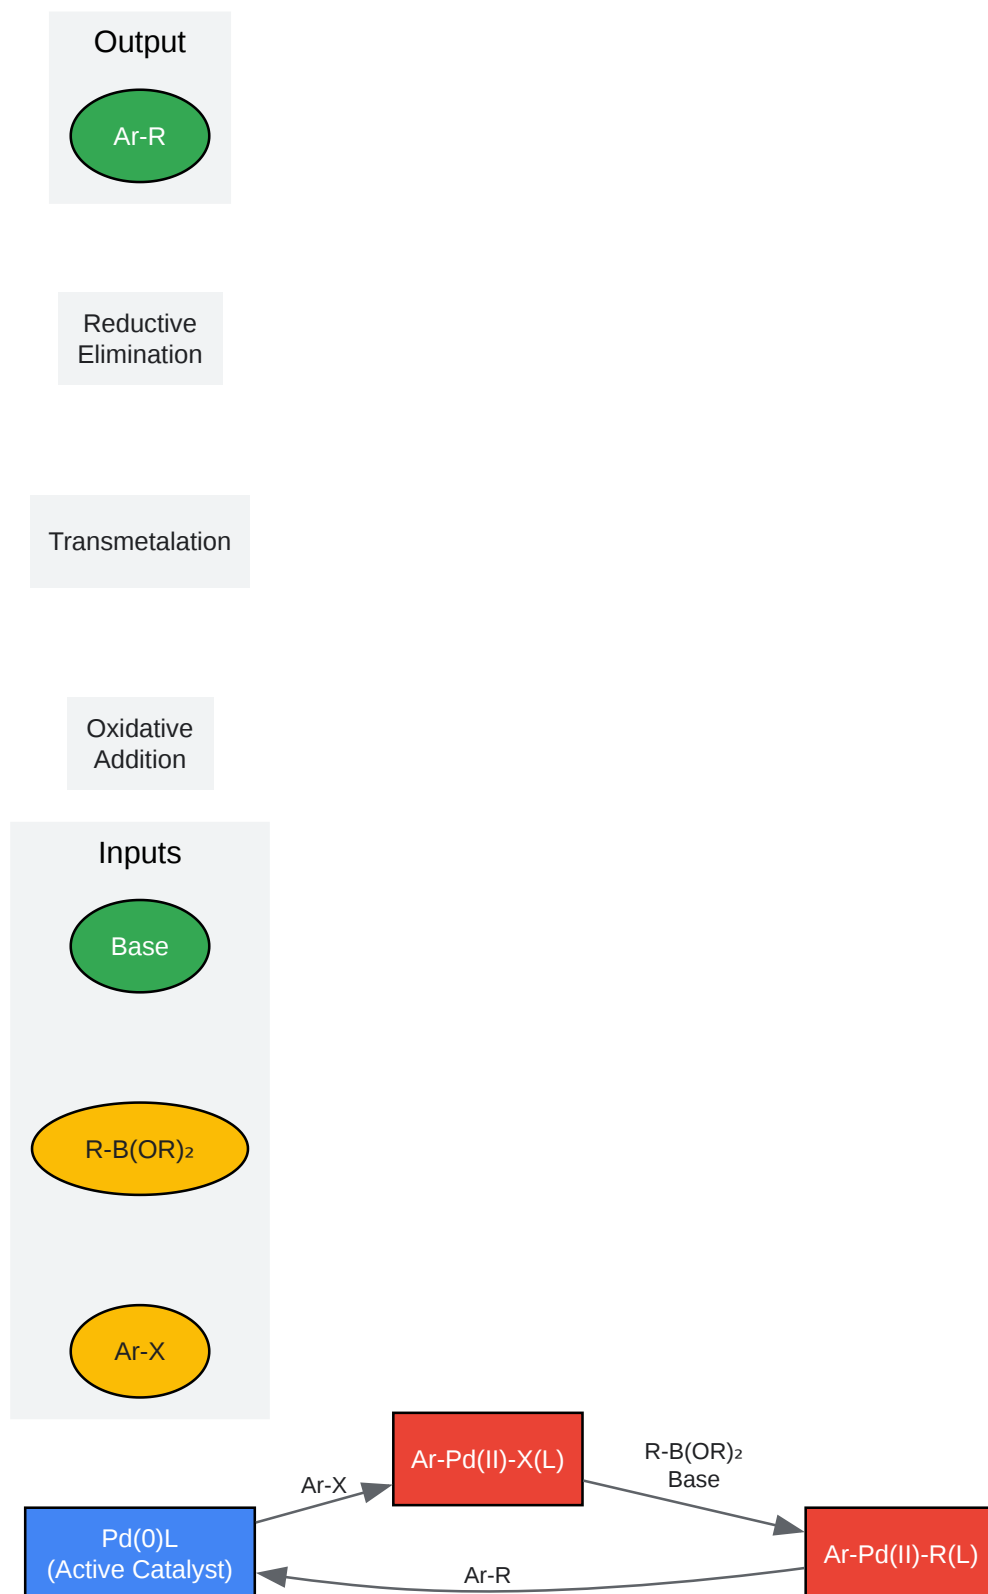 Output
Ar-R
Reductive
Elimination
Transmetalation
Oxidative
Addition
Inputs
Base
R-B(OR)₂
Ar-X
Ar-Pd(II)-X(L)
R-B(OR)₂
Base
Ar-X
Pd(0)L
(Active Catalyst)
Ar-Pd(II)-R(L)
Ar-R